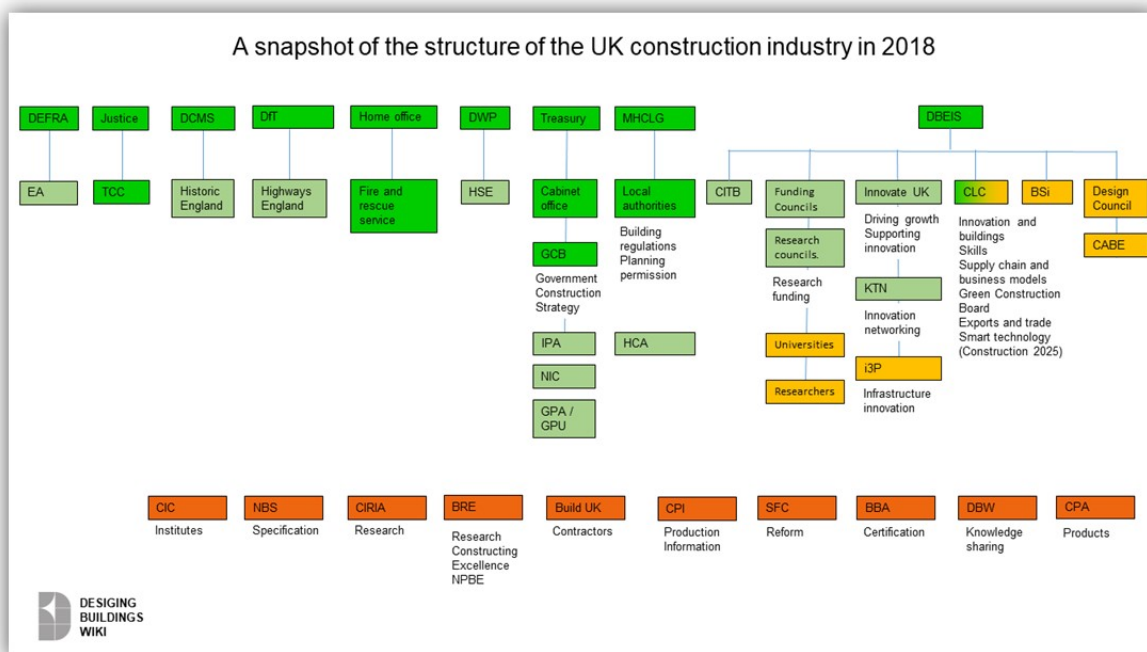 A snapshot of the structure of the UK construction industry in 2018
DEFRA
Justice
DCMS
DfT
Home office
DWP
Treasury
MHCLG
DBEIS
EA
TCC
Historic
England
Highways
England
Fire and
rescue
service
HSE
Cabinet
office
Local
authorities
CITB
Funding
Councils
Innovate UK
CLC
BSi
Design
Council
Building
regulations
Planning
permission
Research
councils.
Driving growth
Supporting
innovation
Innovation and
buildings
Skills
Supply chain and
business models
Green Construction
Board
Exports and trade
Smart technology
(Construction 2025)
CABE
GCB
Government
Construction
Strategy
Research
funding
KTN
Innovation
networking
IPA
HCA
Universities
i3P
NIC
Researchers
Infrastructure
innovation
GPA /
GPU
CIC
Institutes
NBS
Specification
CIRIA
Research
BRE
Research
Constructing
Excellence
NPBE
Build UK
Contractors
CPI
Production
Information
SFC
Reform
BBA
Certification
DBW
Knowledge
sharing
CPA
Products
DESIGING
BUILDINGS
WIKI